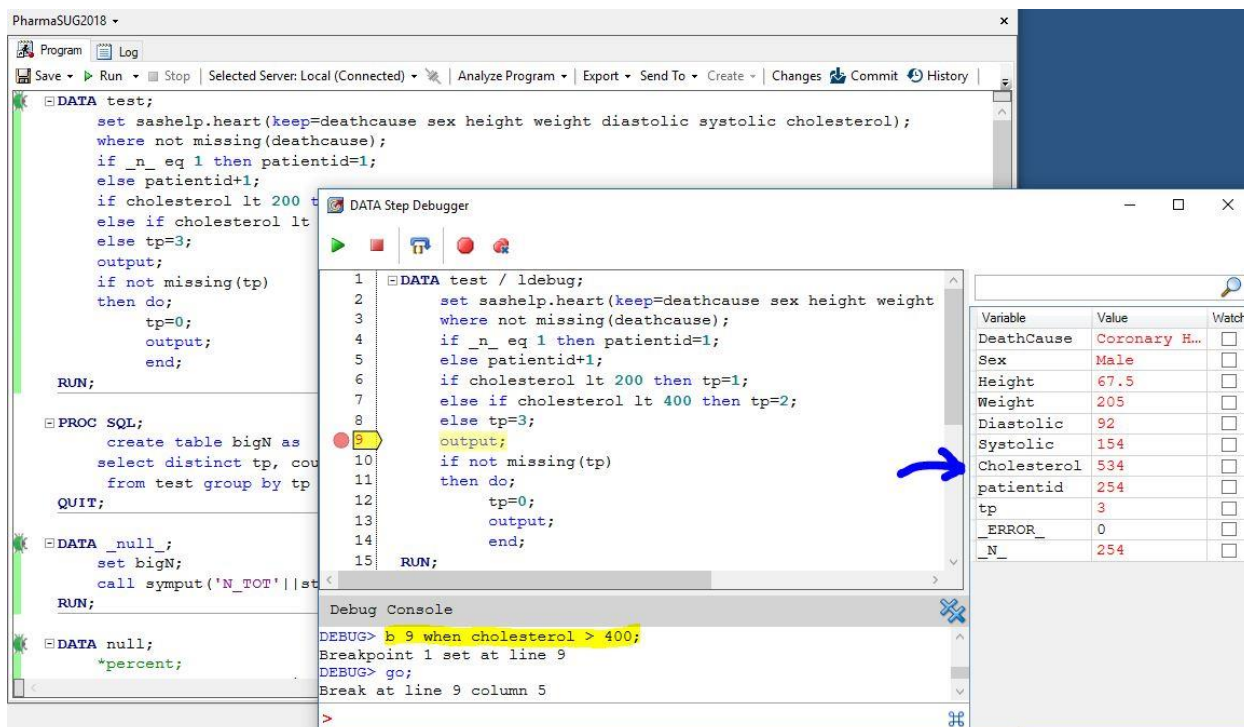 PharmaSUG2018
Program Log
Save Run Stop Selected Server: Local (Connected) Analyze Program Export Send To Create Changes Commit History
DATA test;
set sashelp.heart(keep=deathcause sex height weight diastolic systolic cholesterol);
where not missing(deathcause);
if _n_ eq 1 then patientid=1;
else patientid+1;
if cholesterol lt 200 t
else if cholesterol lt
else tp=3;
output;
if not missing(tp)
then do;
tp=0;
output;
end;
RUN;
PROC SQL;
create table bigN as
select distinct tp, cou
from test group by tp
QUIT;
DATA _null_;
set bigN;
call symput('N_TOT'||st
RUN;
DATA null;
*percent;
DATA Step Debugger
1 DATA test / ldebug;
2 set sashelp.heart(keep=deathcause sex height weight
3 where not missing(deathcause);
4 if _n_ eq 1 then patientid=1;
5 else patientid+1;
6 if cholesterol lt 200 then tp=1;
7 else if cholesterol lt 400 then tp=2;
8 else tp=3;
9 output;
10 if not missing(tp)
11 then do;
12 tp=0;
13 output;
14 end;
15 RUN;
Variable Value Watch
DeathCause Coronary H...
Sex Male
Height 67.5
Weight 205
Diastolic 92
Systolic 154
Cholesterol 534
patientid 254
tp 3
_ERROR_ 0
_N_ 254
Debug Console
DEBUG> b 9 when cholesterol > 400;
Breakpoint 1 set at line 9
DEBUG> go;
Break at line 9 column 5
>